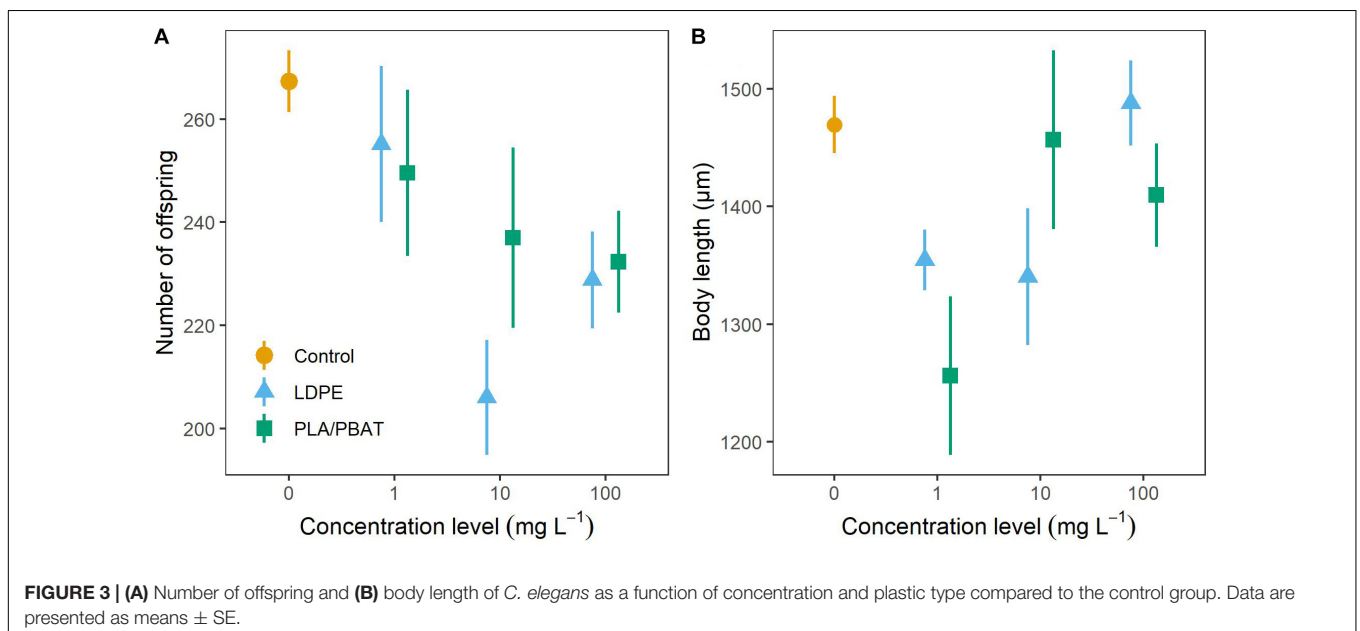 A
Number of offspring
260
240
220
200
Control
LDPE
PLA/PBAT
0 1 10 100
Concentration level (mg L⁻¹)
B
Body length (µm)
1500
1400
1300
1200
0 1 10 100
Concentration level (mg L⁻¹)
FIGURE 3 | (A) Number of offspring and (B) body length of C. elegans as a function of concentration and plastic type compared to the control group. Data are
presented as means ± SE.